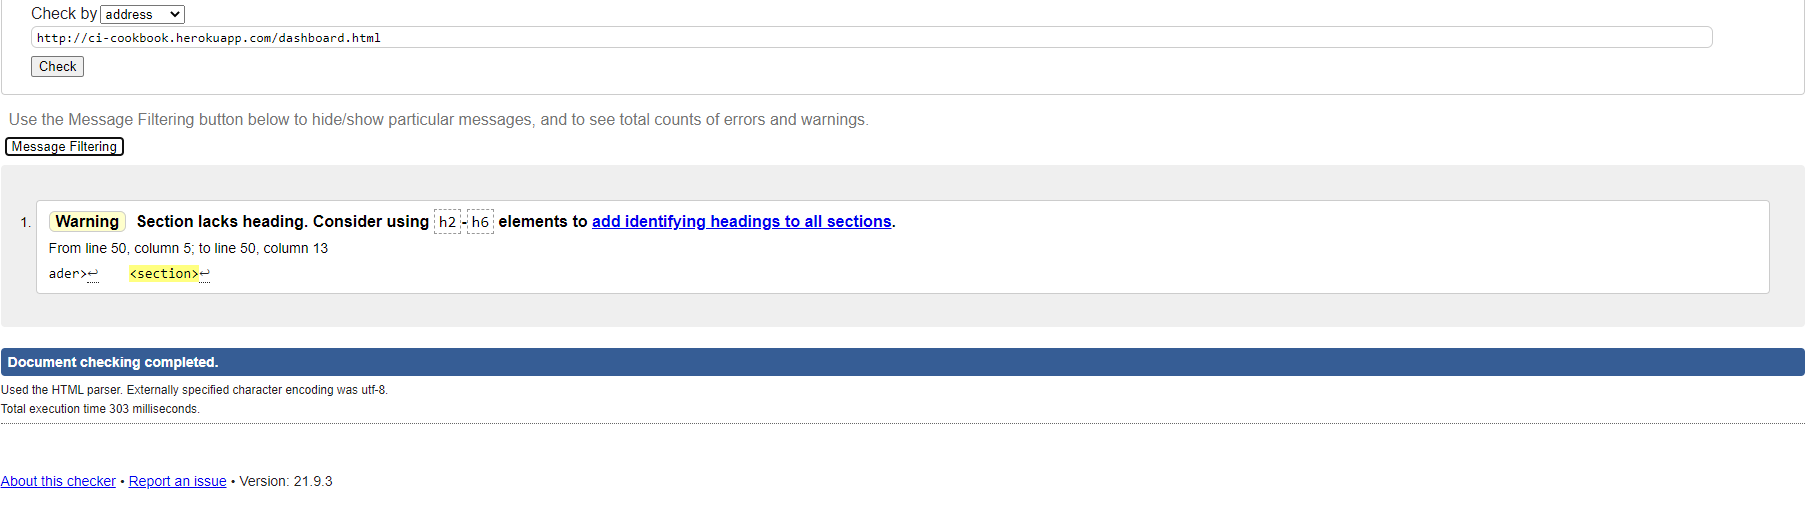 Check by address
http://ci-cookbook.herokuapp.com/dashboard.html
Check
Use the Message Filtering button below to hide/show particular messages, and to see total counts of errors and warnings.
Message Filtering
1. Warning Section lacks heading. Consider using h2-h6 elements to add identifying headings to all sections.
From line 50, column 5; to line 50, column 13
ader>↩ <section>↩
Document checking completed.
Used the HTML parser. Externally specified character encoding was utf-8.
Total execution time 303 milliseconds.
About this checker • Report an issue • Version: 21.9.3